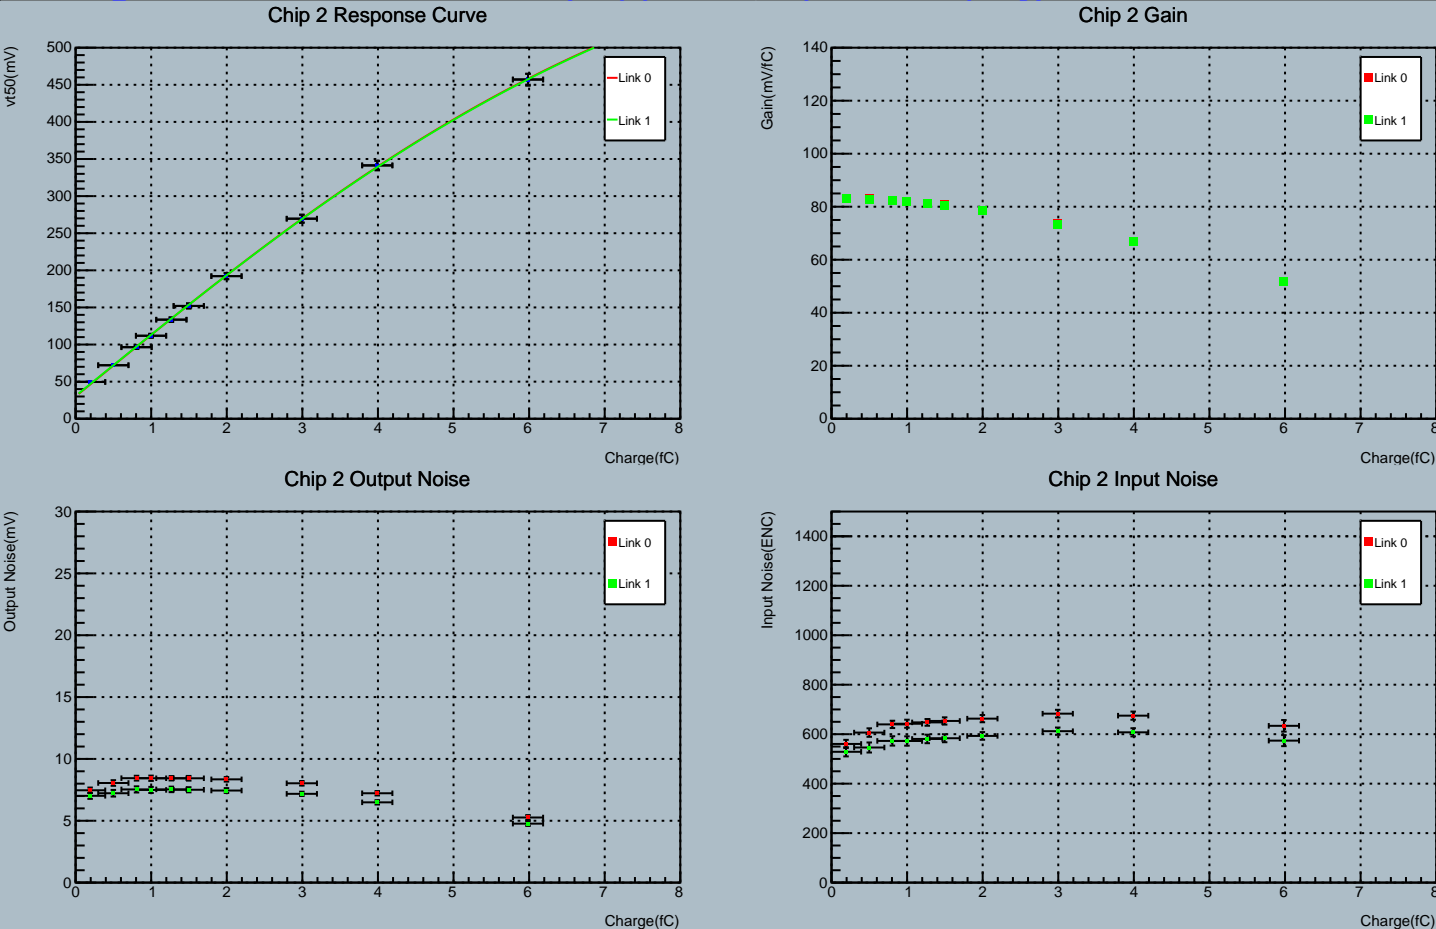 Chip 2 Response Curve
vt50(mV)
500
450
400
350
300
250
200
150
100
50
0
0 1 2 3 4 5 6 7 8
Charge(fC)
Link 0
Link 1
Chip 2 Gain
Gain(mV/fC)
140
120
100
80
60
40
20
0
0 1 2 3 4 5 6 7 8
Charge(fC)
Link 0
Link 1
Chip 2 Output Noise
Output Noise(mV)
30
25
20
15
10
5
0
0 1 2 3 4 5 6 7 8
Charge(fC)
Link 0
Link 1
Chip 2 Input Noise
Input Noise(ENC)
1400
1200
1000
800
600
400
200
0
0 1 2 3 4 5 6 7 8
Charge(fC)
Link 0
Link 1